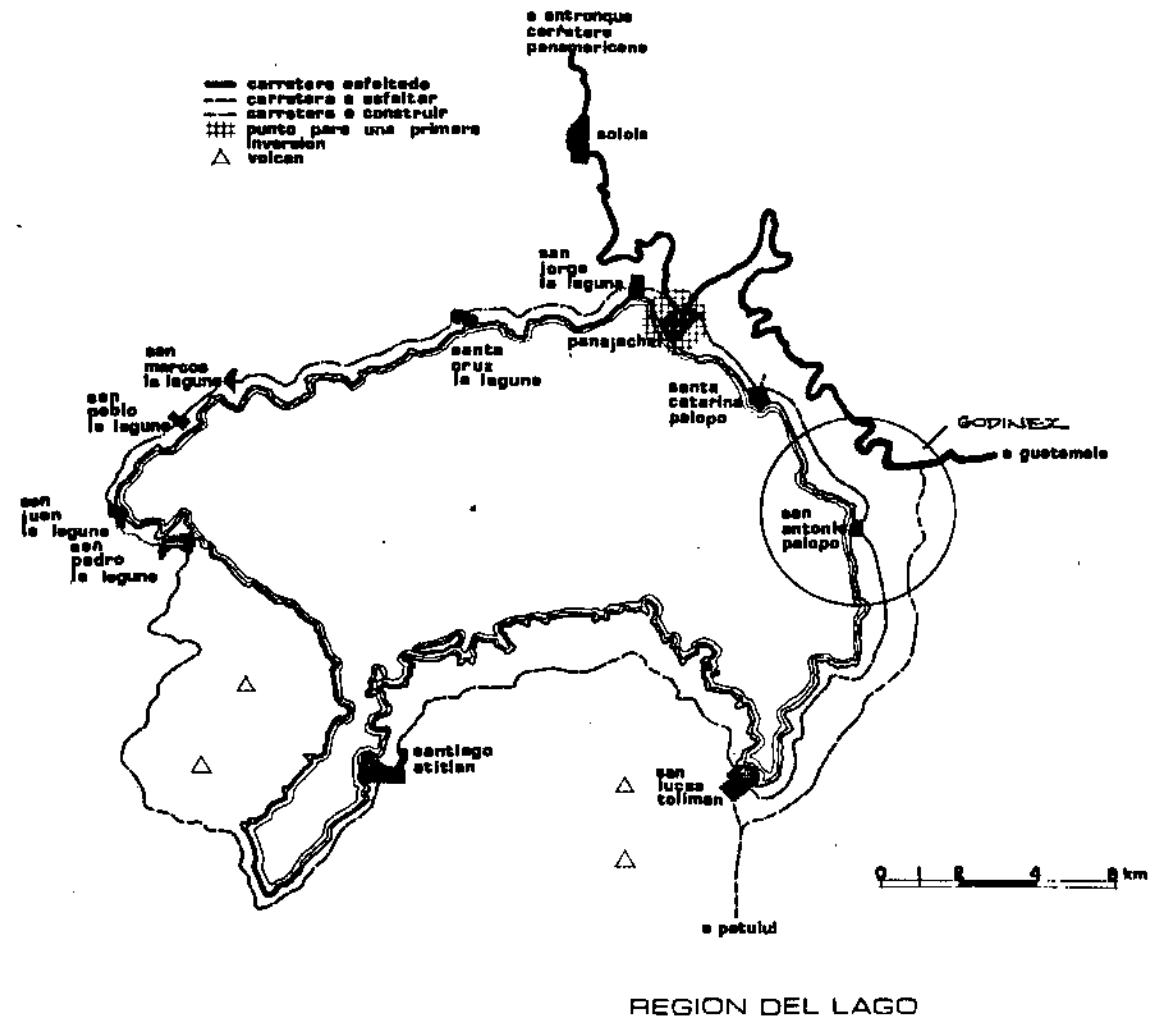 a entronque
carretera
panamericana
carretera asfaltada
carretera a asfaltar
carretera a construir
punto para una primera
inversion
volcan
solola
san
jorge
la laguna
panajachel
santa
cruz
la laguna
san
marcos
la laguna
san
pablo
la laguna
santa
catarina
palopo
GODINEX
a guatemala
san
juan
la laguna
san
pedro
la laguna
san
antonio
palopo
santiago
atitlan
san
lucas
toliman
0 1 2 4 8 km
a patulul
REGION DEL LAGO